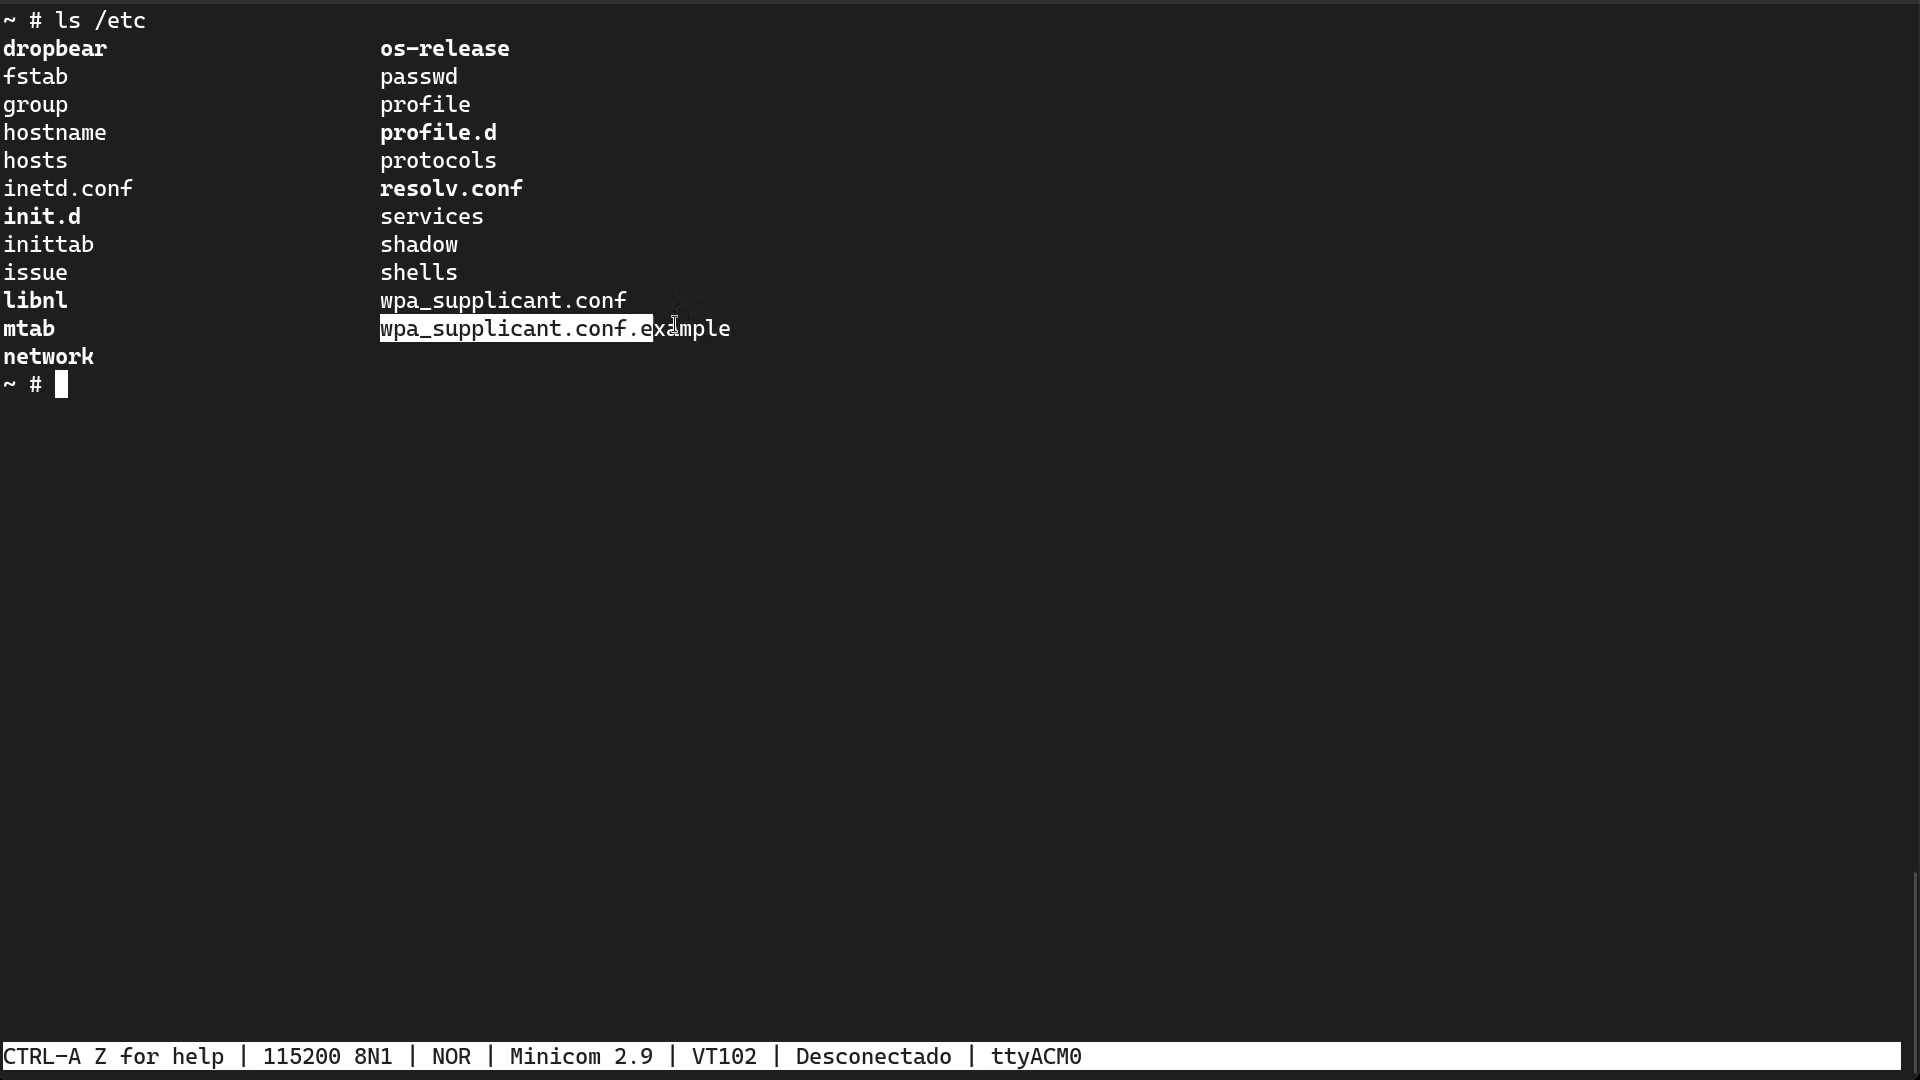 ~ # ls /etc
dropbear                     os-release
fstab                        passwd
group                        profile
hostname                     profile.d
hosts                        protocols
inetd.conf                   resolv.conf
init.d                       services
inittab                      shadow
issue                        shells
libnl                        wpa_supplicant.conf
mtab                         wpa_supplicant.conf.example
network
~ #
CTRL-A Z for help | 115200 8N1 | NOR | Minicom 2.9 | VT102 | Desconectado | ttyACM0